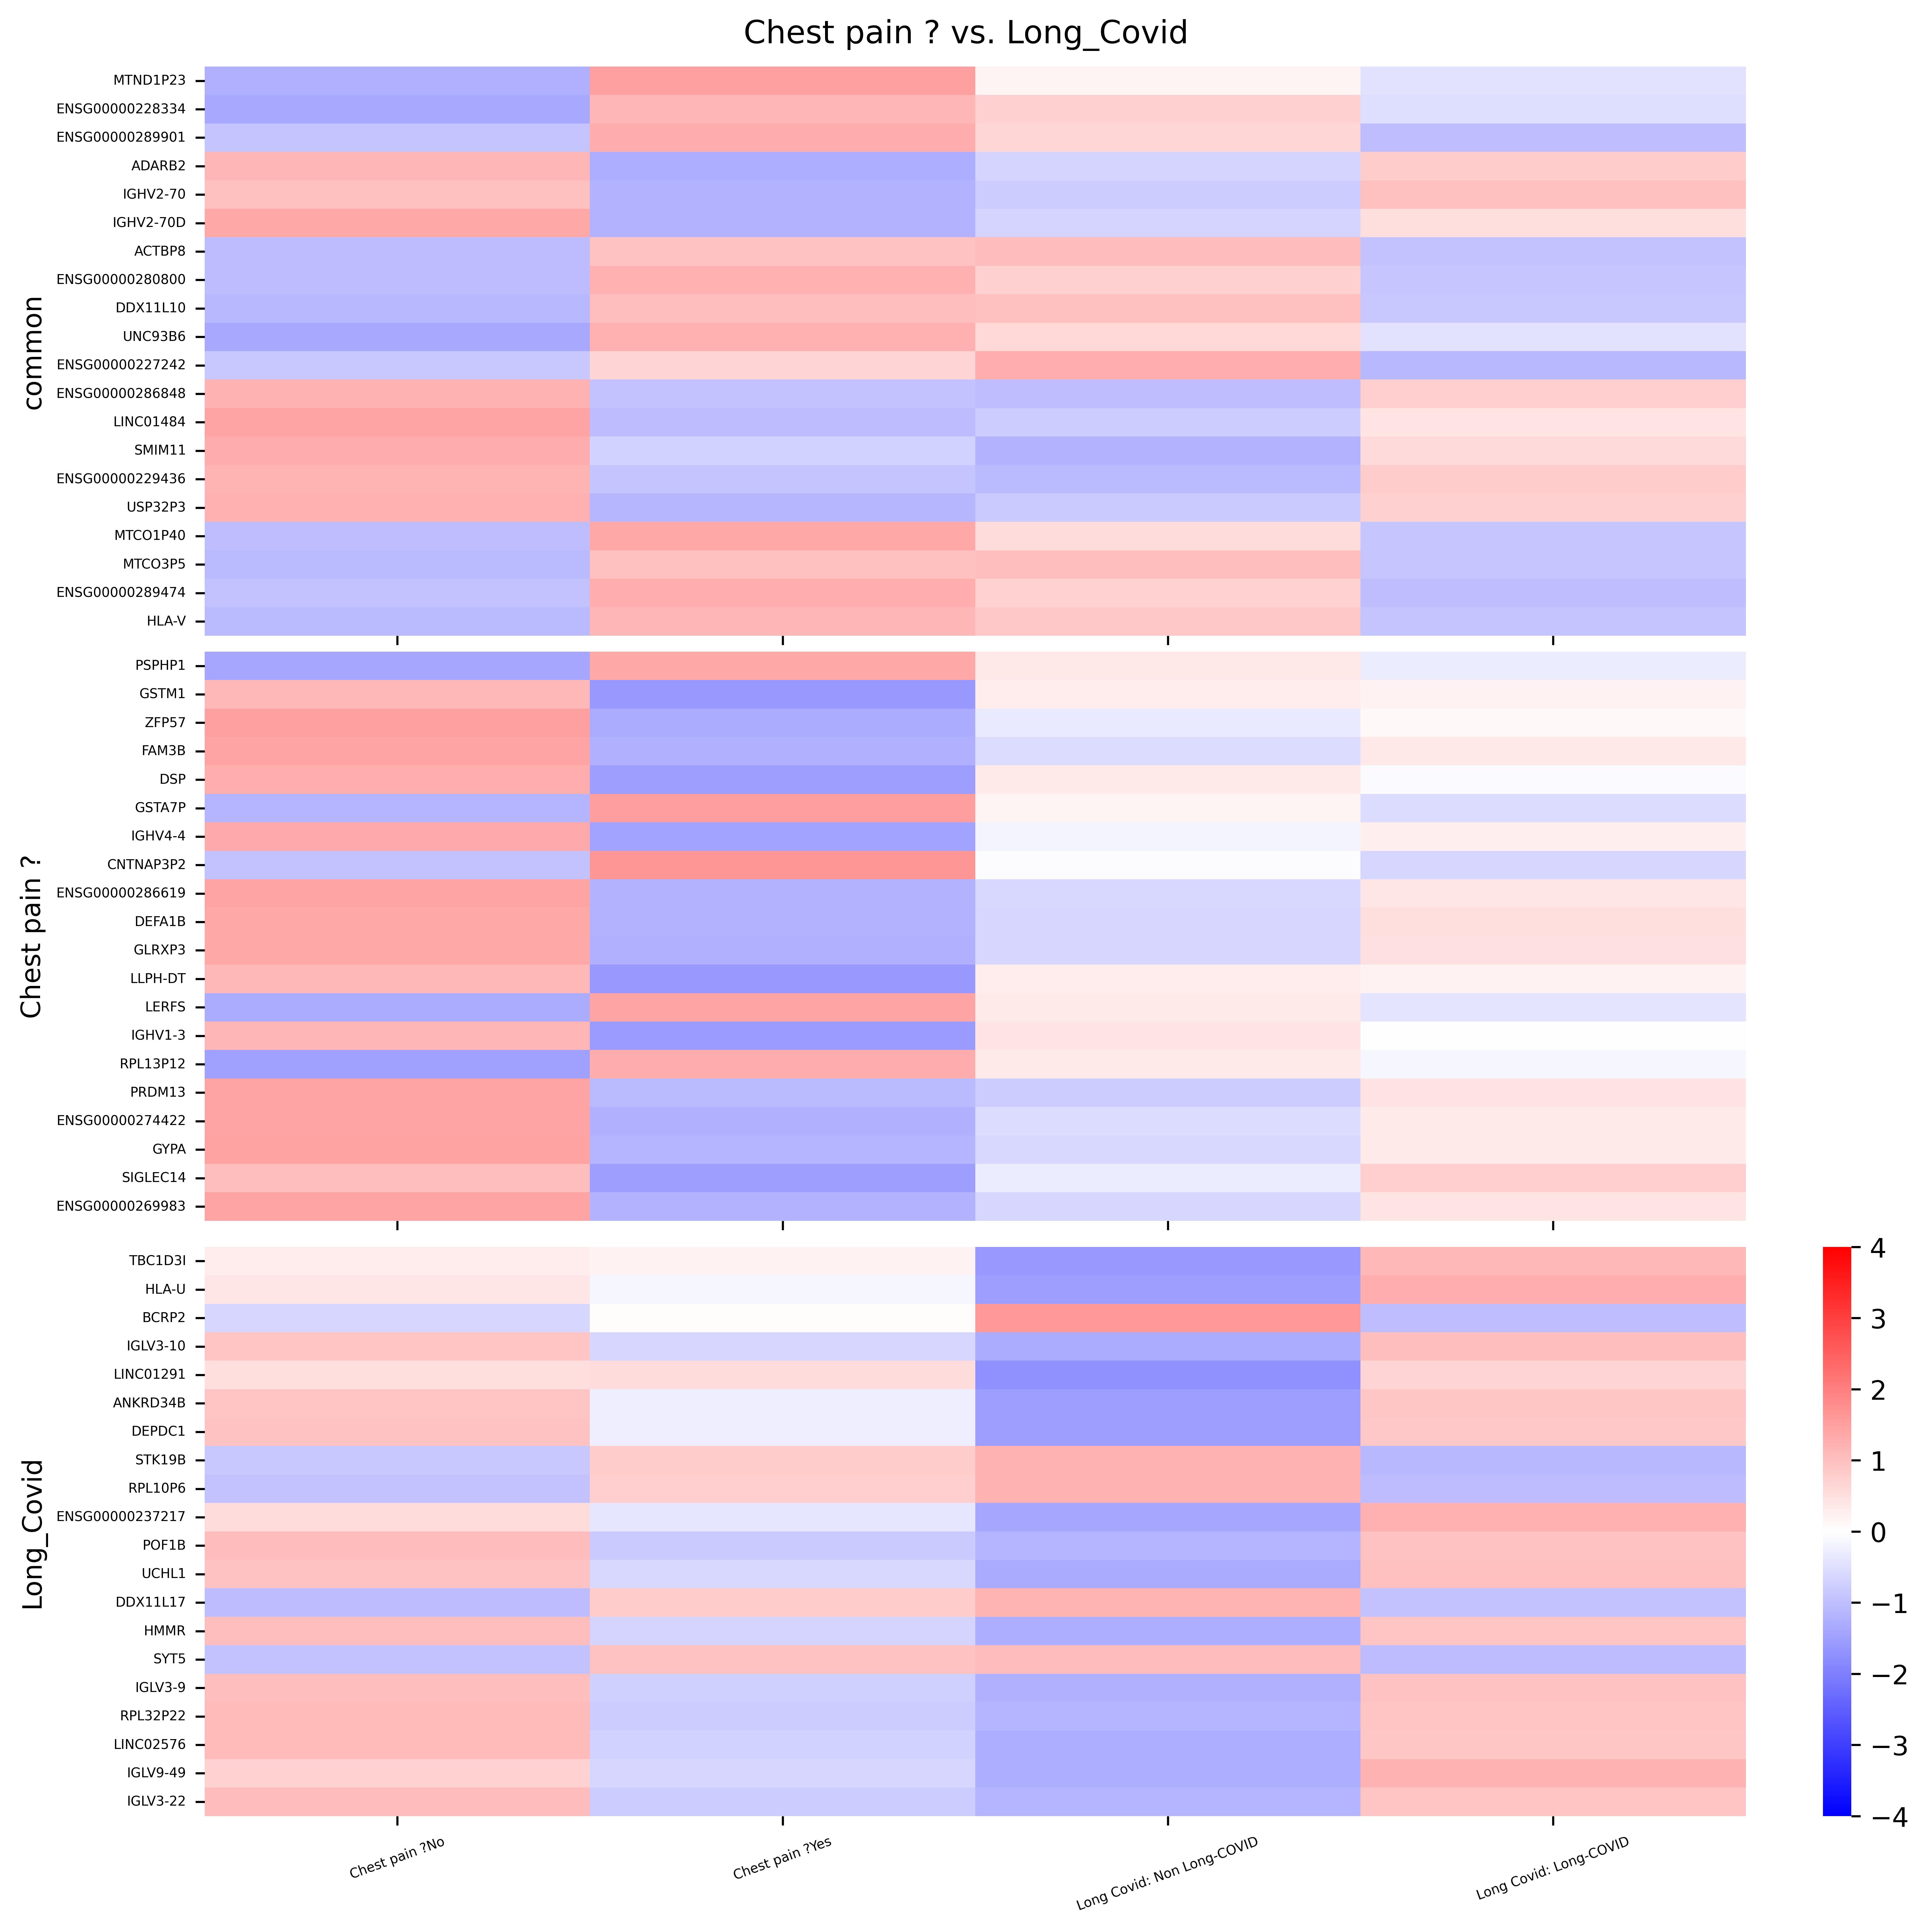 Chest pain ? vs. Long_Covid
common
MTND1P23
ENSG00000228334
ENSG00000289901
ADARB2
IGHV2-70
IGHV2-70D
ACTBP8
ENSG00000280800
DDX11L10
UNC93B6
ENSG00000227242
ENSG00000286848
LINC01484
SMIM11
ENSG00000229436
USP32P3
MTCO1P40
MTCO3P5
ENSG00000289474
HLA-V
Chest pain ?
PSPHP1
GSTM1
ZFP57
FAM3B
DSP
GSTA7P
IGHV4-4
CNTNAP3P2
ENSG00000286619
DEFA1B
GLRXP3
LLPH-DT
LERFS
IGHV1-3
RPL13P12
PRDM13
ENSG00000274422
GYPA
SIGLEC14
ENSG00000269983
Long_Covid
TBC1D3I
HLA-U
BCRP2
IGLV3-10
LINC01291
ANKRD34B
DEPDC1
STK19B
RPL10P6
ENSG00000237217
POF1B
UCHL1
DDX11L17
HMMR
SYT5
IGLV3-9
RPL32P22
LINC02576
IGLV9-49
IGLV3-22
Chest pain ?No
Chest pain ?Yes
Long Covid: Non Long-COVID
Long Covid: Long-COVID
4
3
2
1
0
−1
−2
−3
−4